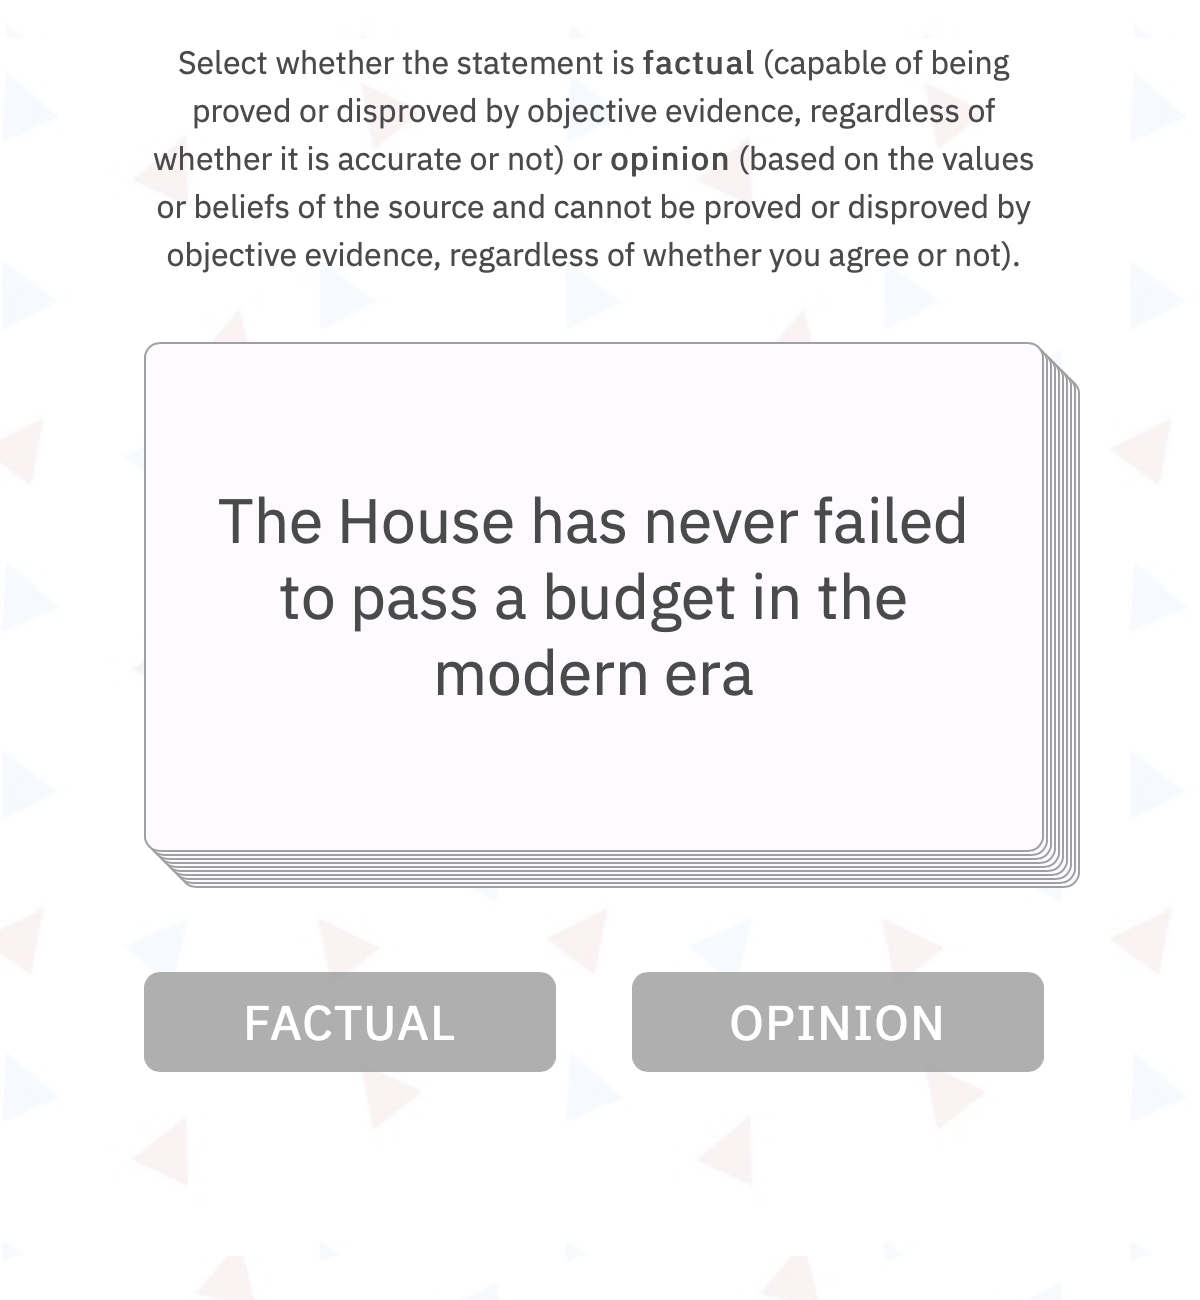 Select whether the statement is factual (capable of being
proved or disproved by objective evidence, regardless of
whether it is accurate or not) or opinion (based on the values
or beliefs of the source and cannot be proved or disproved by
objective evidence, regardless of whether you agree or not).
The House has never failed
to pass a budget in the
modern era
FACTUAL
OPINION